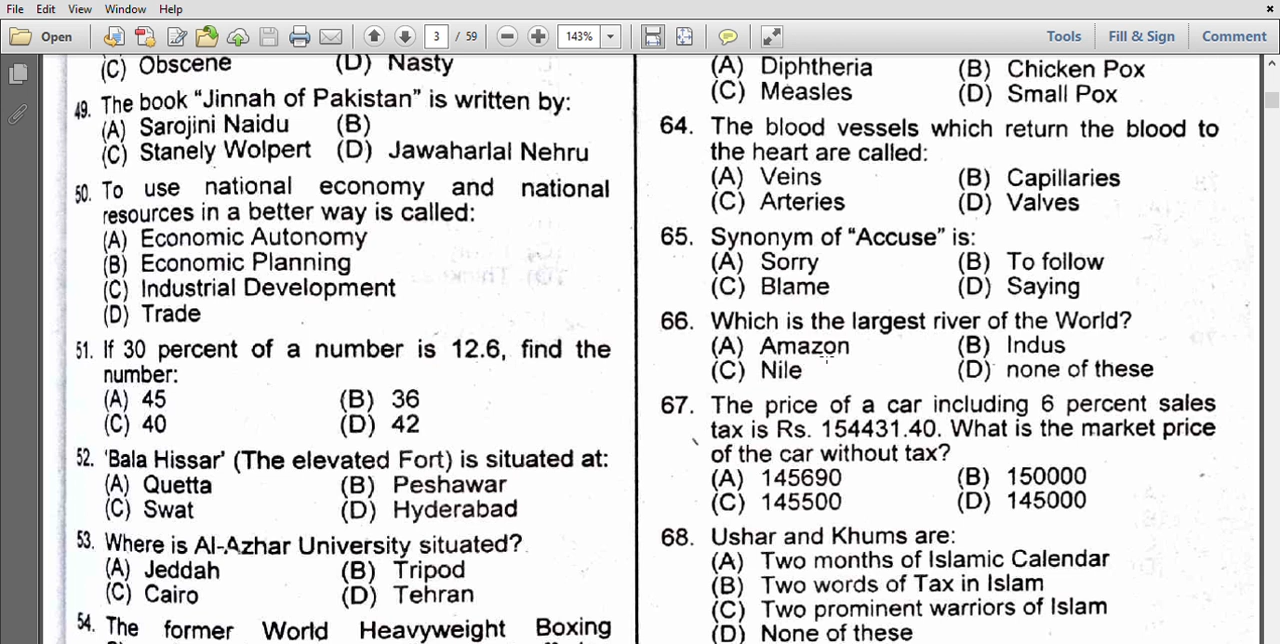 File Edit View Window Help
Open 3 / 59 143% Tools Fill & Sign Comment
(C) Obscene (D) Nasty
49. The book “Jinnah of Pakistan” is written by:
(A) Sarojini Naidu (B)
(C) Stanely Wolpert (D) Jawaharlal Nehru
50. To use national economy and national
resources in a better way is called:
(A) Economic Autonomy
(B) Economic Planning
(C) Industrial Development
(D) Trade
51. If 30 percent of a number is 12.6, find the
number:
(A) 45 (B) 36
(C) 40 (D) 42
52. 'Bala Hissar' (The elevated Fort) is situated at:
(A) Quetta (B) Peshawar
(C) Swat (D) Hyderabad
53. Where is Al-Azhar University situated?
(A) Jeddah (B) Tripod
(C) Cairo (D) Tehran
54. The former World Heavyweight Boxing
(A) Diphtheria (B) Chicken Pox
(C) Measles (D) Small Pox
64. The blood vessels which return the blood to
the heart are called:
(A) Veins (B) Capillaries
(C) Arteries (D) Valves
65. Synonym of “Accuse” is:
(A) Sorry (B) To follow
(C) Blame (D) Saying
66. Which is the largest river of the World?
(A) Amazon (B) Indus
(C) Nile (D) none of these
67. The price of a car including 6 percent sales
tax is Rs. 154431.40. What is the market price
of the car without tax?
(A) 145690 (B) 150000
(C) 145500 (D) 145000
68. Ushar and Khums are:
(A) Two months of Islamic Calendar
(B) Two words of Tax in Islam
(C) Two prominent warriors of Islam
(D) None of these